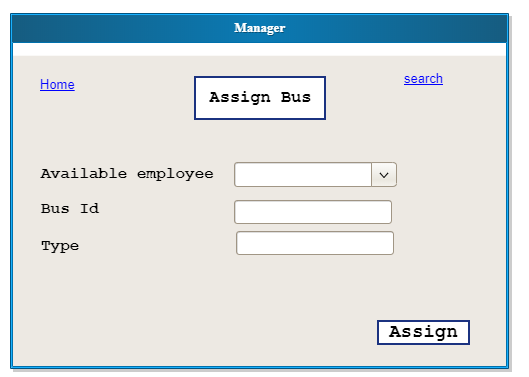 Manager
Home
search
Assign Bus
Available employee
Bus Id
Type
Assign